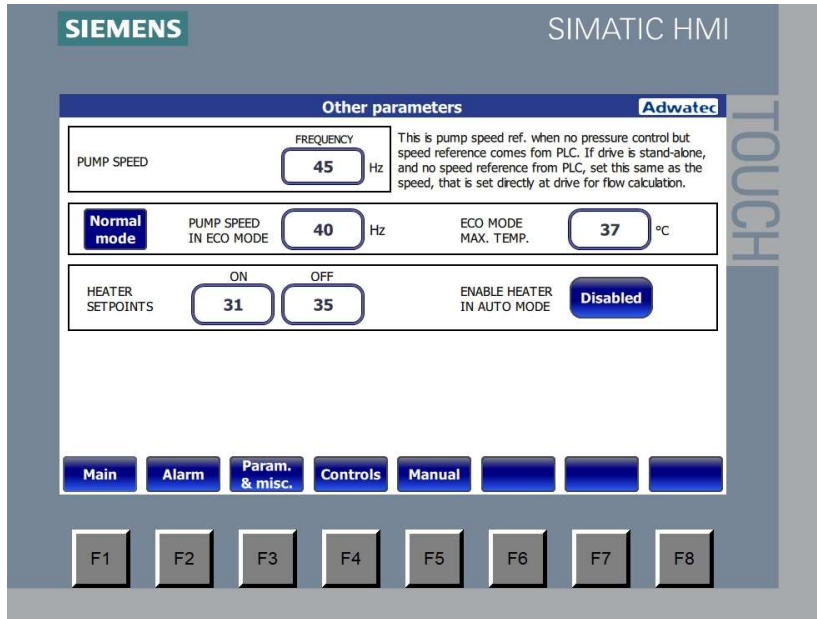 SIEMENS
SIMATIC HMI
TOUCH
Other parameters
Adwatec
PUMP SPEED
FREQUENCY
45 Hz
This is pump speed ref. when no pressure control but
speed reference comes fom PLC. If drive is stand-alone,
and no speed reference from PLC, set this same as the
speed, that is set directly at drive for flow calculation.
Normal
mode
PUMP SPEED
IN ECO MODE
40 Hz
ECO MODE
MAX. TEMP.
37 °C
HEATER
SETPOINTS
ON OFF
31 35
ENABLE HEATER
IN AUTO MODE
Disabled
Main Alarm Param.
& misc. Controls Manual
F1 F2 F3 F4 F5 F6 F7 F8